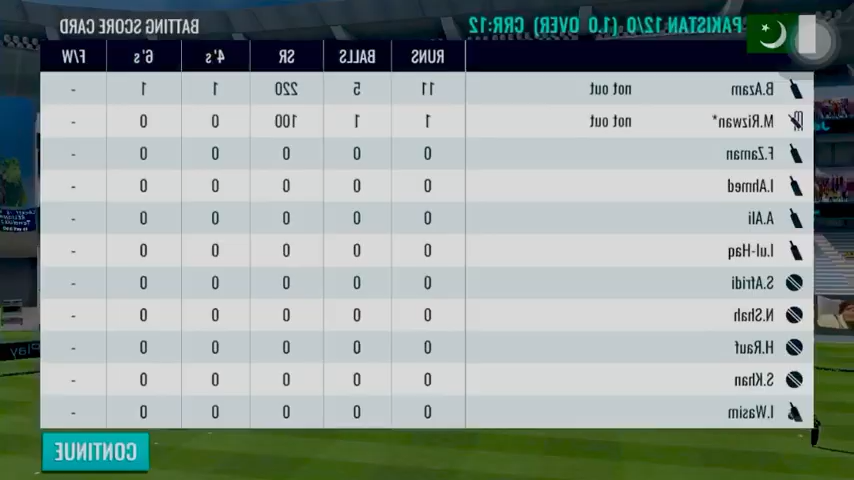 PAKISTAN 12/0 (1.0 OVER) CRR:12 BATTING SCORE CARD
RUNS BALLS SR 4's 6's F/W
B.Azam not out 11 5 220 1 1 -
M.Rizwan* not out 1 1 100 0 0 -
F.Zaman 0 0 0 0 0 -
I.Ahmed 0 0 0 0 0 -
A.Ali 0 0 0 0 0 -
I.ul-Haq 0 0 0 0 0 -
S.Afridi 0 0 0 0 0 -
N.Shah 0 0 0 0 0 -
H.Rauf 0 0 0 0 0 -
S.Khan 0 0 0 0 0 -
I.Wasim 0 0 0 0 0 -
Play
CONTINUE